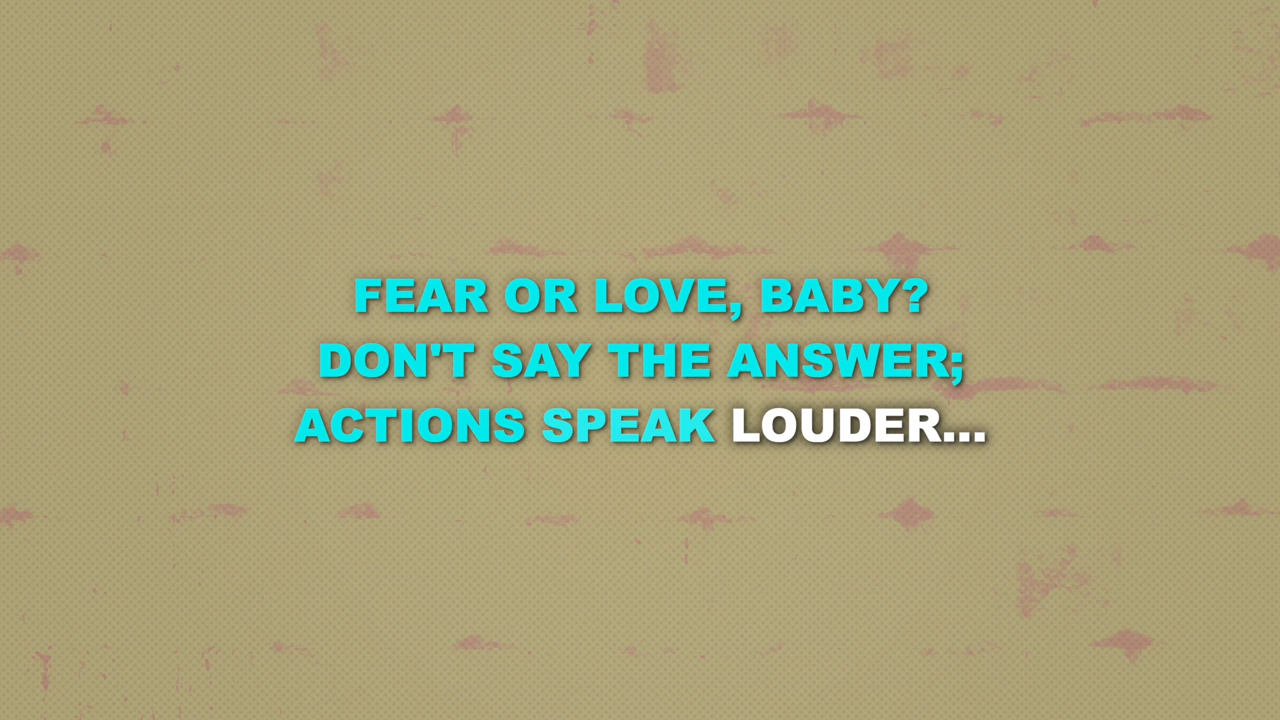 FEAR OR LOVE, BABY?
DON'T SAY THE ANSWER;
ACTIONS SPEAK LOUDER...